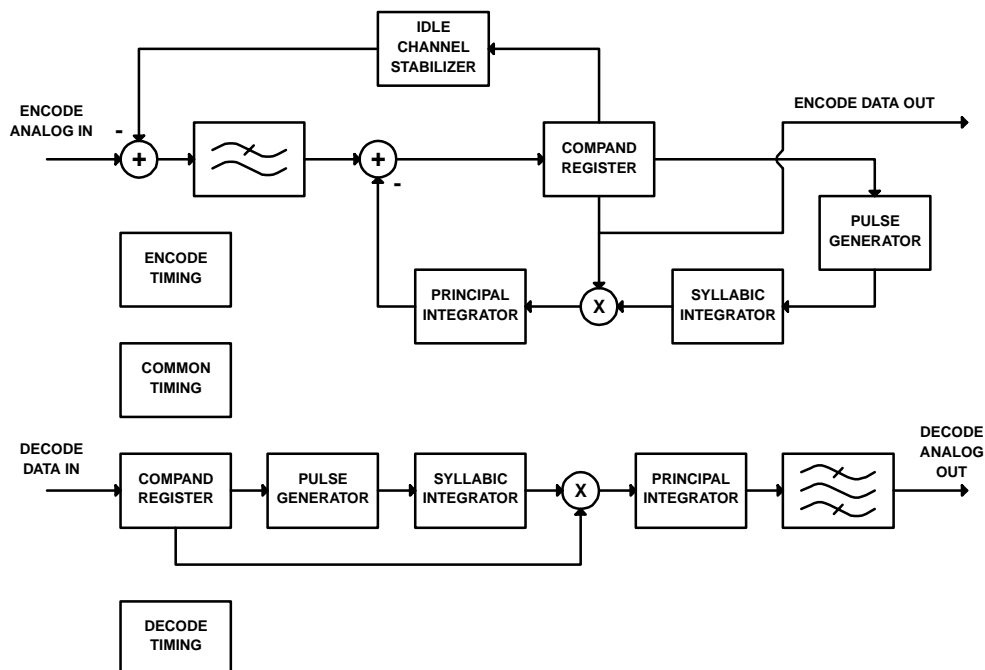 IDLE
CHANNEL
STABILIZER
ENCODE
ANALOG IN
-
+
+
-
COMPAND
REGISTER
ENCODE DATA OUT
PULSE
GENERATOR
ENCODE
TIMING
PRINCIPAL
INTEGRATOR
X
SYLLABIC
INTEGRATOR
COMMON
TIMING
DECODE
DATA IN
COMPAND
REGISTER
PULSE
GENERATOR
SYLLABIC
INTEGRATOR
X
PRINCIPAL
INTEGRATOR
DECODE
ANALOG
OUT
DECODE
TIMING